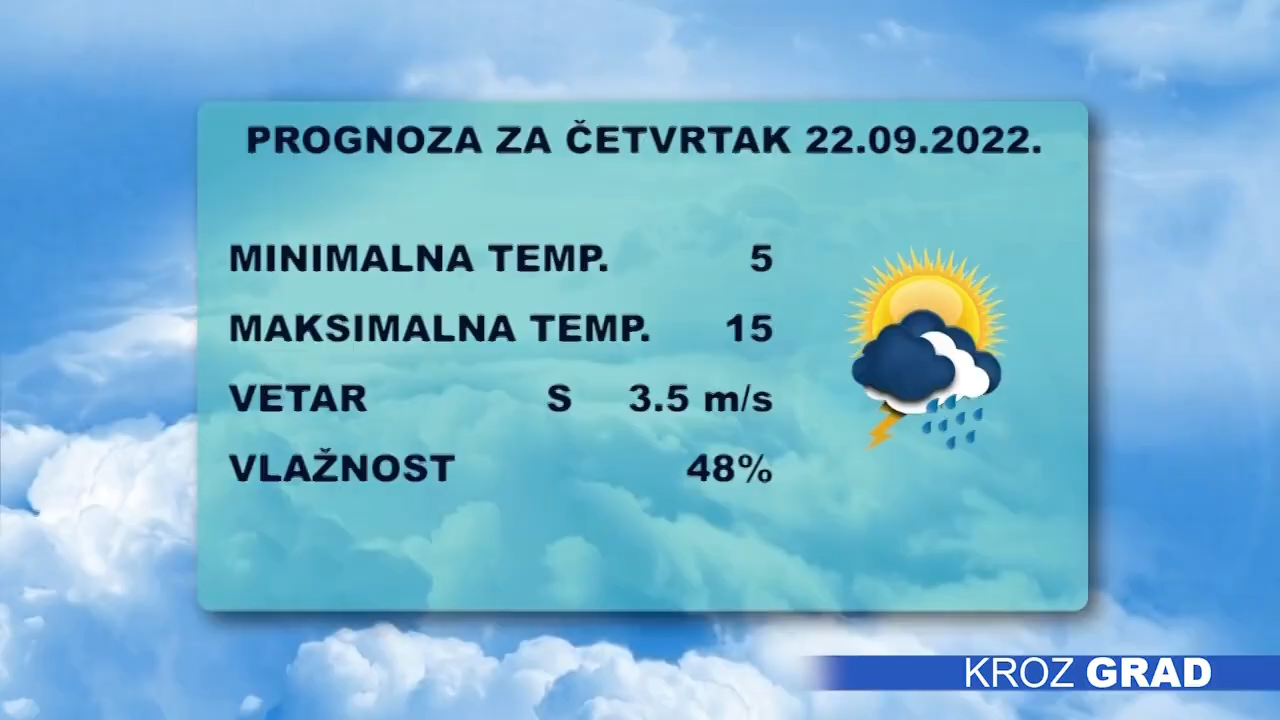 PROGNOZA ZA ČETVRTAK 22.09.2022.
MINIMALNA TEMP. 5
MAKSIMALNA TEMP. 15
VETAR S 3.5 m/s
VLAŽNOST 48%
KROZ GRAD